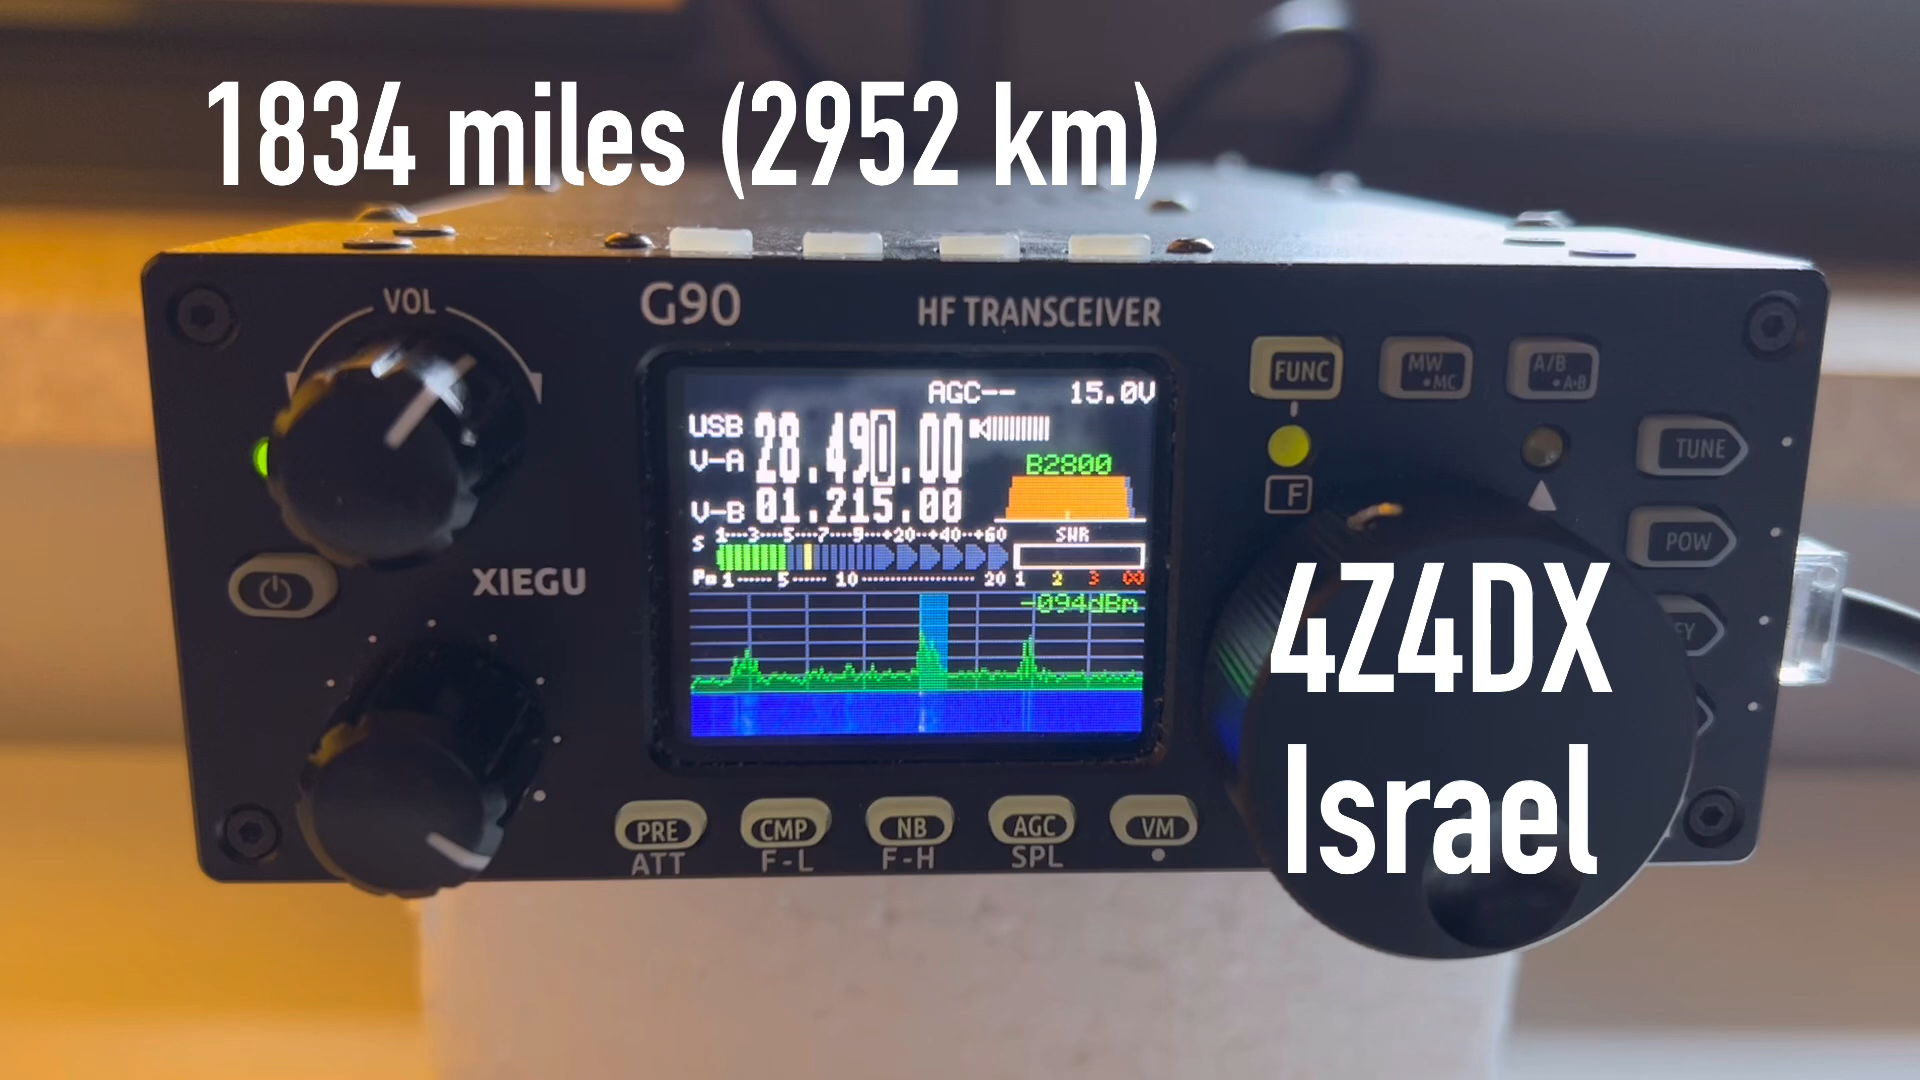 1834 miles (2952 km)
VOL
G90
HF TRANSCEIVER
FUNC
MW
•MC
A/B
•A=B
AGC-- 15.0V
USB 28.490.00
V-A
B2800
V-B 01.215.00
F
TUNE
POW
S 1---3---5---7---9---+20--+40--+60 SWR
1-----5-----10---------------20 1 2 3 ∞
-094dBm
XIEGU
4Z4DX
Israel
PRE
CMP
NB
AGC
VM
ATT
F-L
F-H
SPL